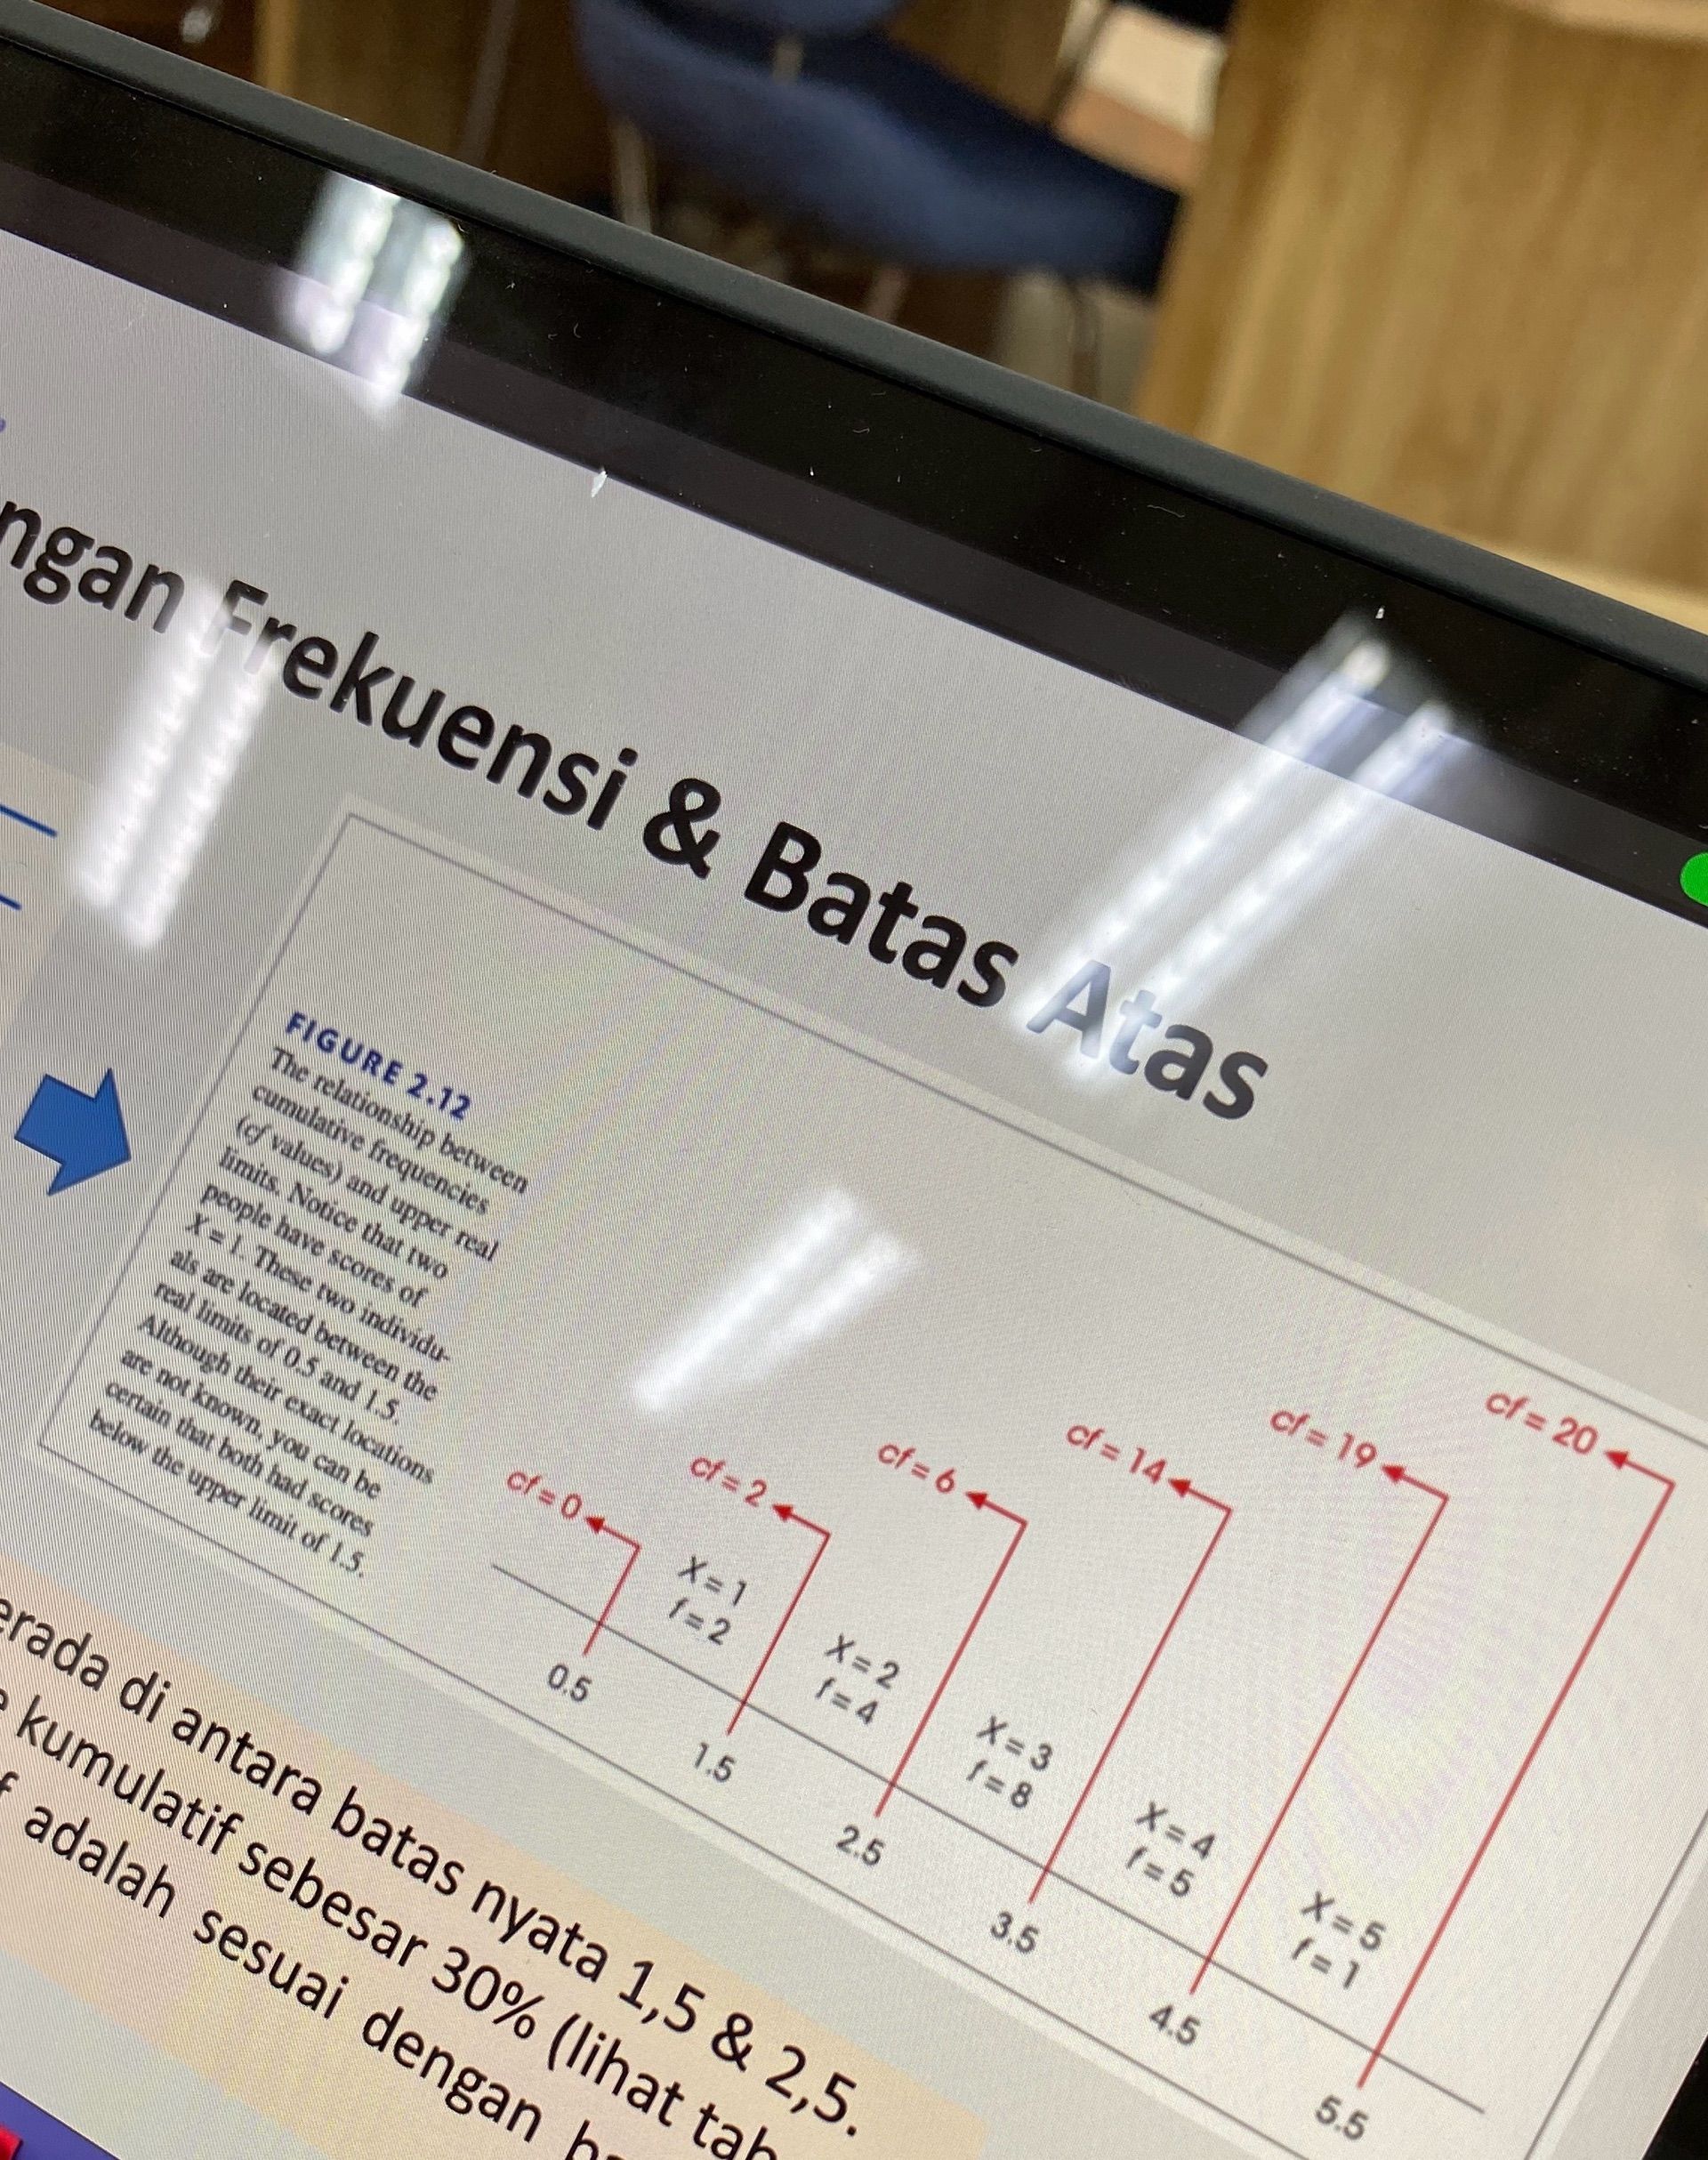 ngan Frekuensi & Batas Atas
FIGURE 2.12
The relationship between
cumulative frequencies
(cf values) and upper real
limits. Notice that two
people have scores of
X = 1. These two individu-
als are located between the
real limits of 0.5 and 1.5.
Although their exact locations
are not known, you can be
certain that both had scores
below the upper limit of 1.5.
cf = 0
cf = 2
cf = 6
cf = 14
cf = 19
cf = 20
X = 1
f = 2
X = 2
f = 4
X = 3
f = 8
X = 4
f = 5
X = 5
f = 1
0.5
1.5
2.5
3.5
4.5
5.5
erada di antara batas nyata 1,5 & 2,5.
kumulatif sebesar 30% (lihat tab
f adalah sesuai dengan ba